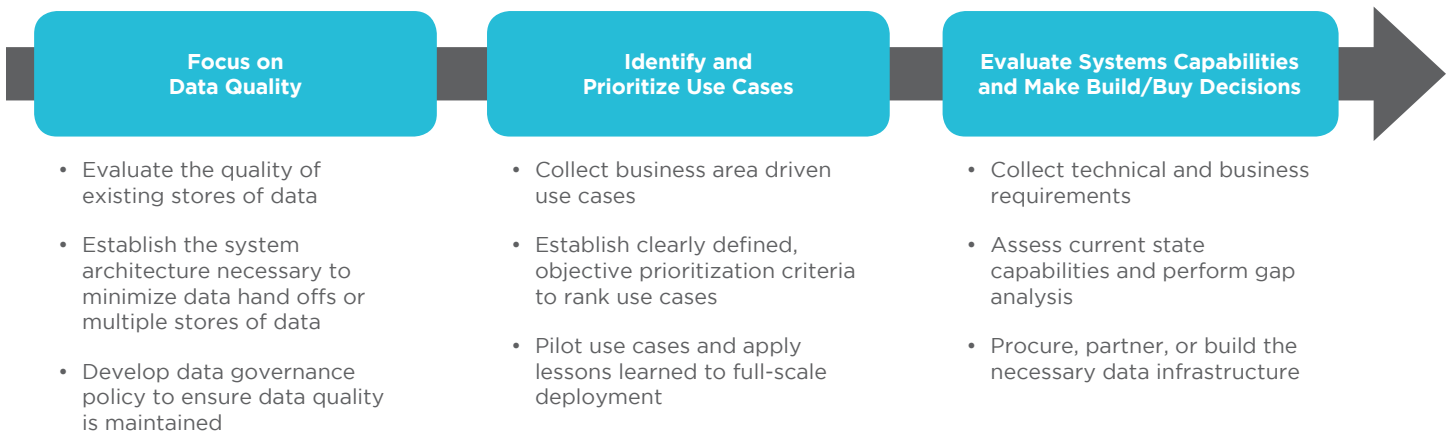 Focus on
Data Quality
• Evaluate the quality of
existing stores of data
• Establish the system
architecture necessary to
minimize data hand offs or
multiple stores of data
• Develop data governance
policy to ensure data quality
is maintained
Identify and
Prioritize Use Cases
• Collect business area driven
use cases
• Establish clearly defined,
objective prioritization criteria
to rank use cases
• Pilot use cases and apply
lessons learned to full-scale
deployment
Evaluate Systems Capabilities
and Make Build/Buy Decisions
• Collect technical and business
requirements
• Assess current state
capabilities and perform gap
analysis
• Procure, partner, or build the
necessary data infrastructure